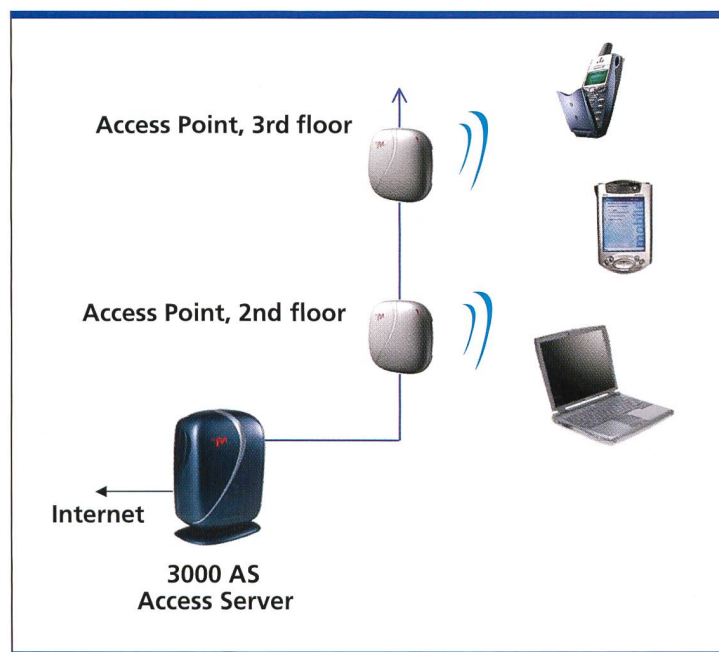 Access Point, 3rd floor
Access Point, 2nd floor
Internet
3000 AS
Access Server